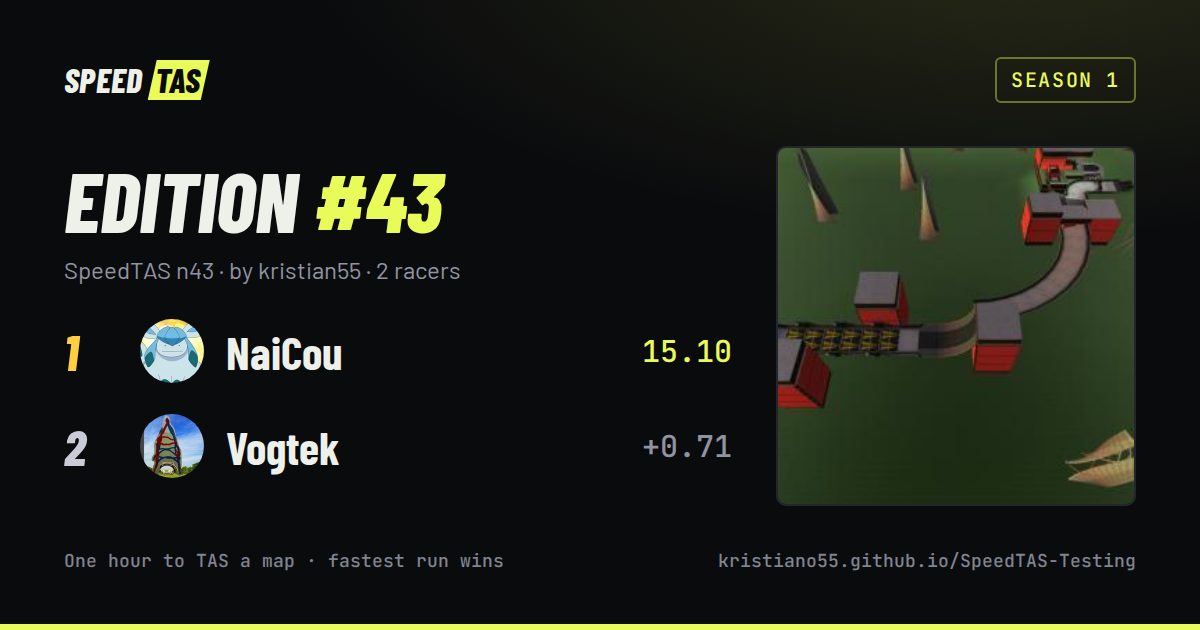 SPEED TAS
SEASON 1
EDITION #43
SpeedTAS n43 · by kristian55 · 2 racers
1 NaiCou 15.10
2 Vogtek +0.71
One hour to TAS a map · fastest run wins
kristiano55.github.io/SpeedTAS-Testing